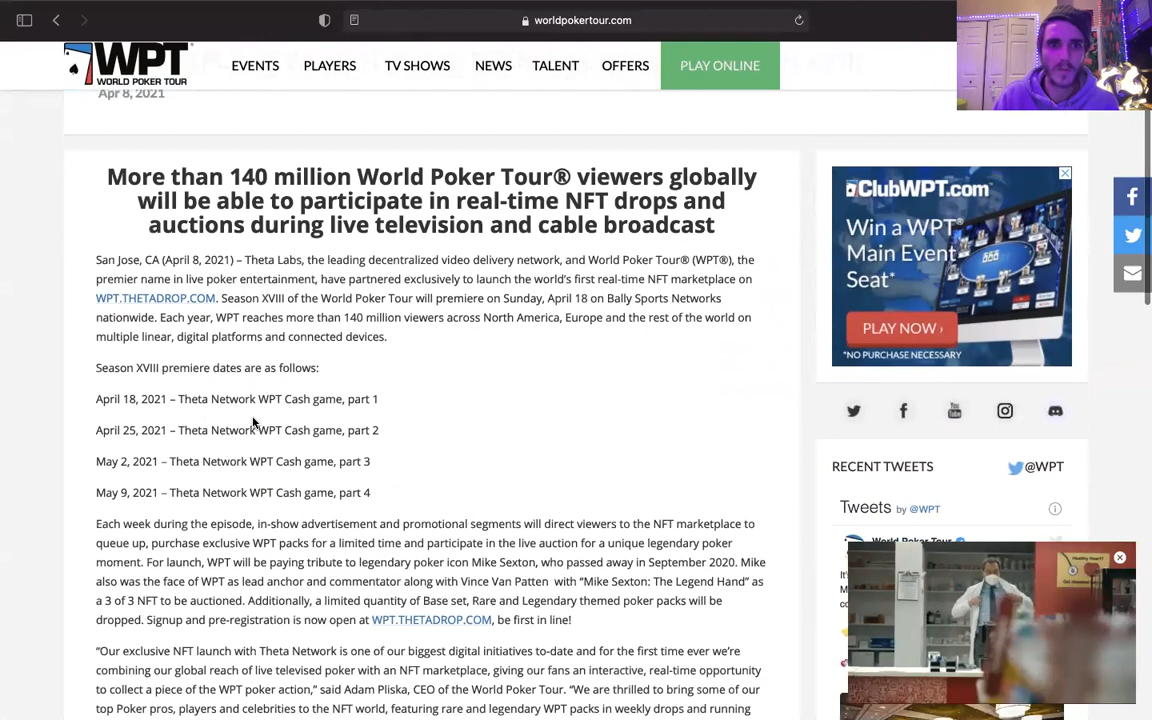 worldpokertour.com
WPT
WORLD POKER TOUR
EVENTS PLAYERS TV SHOWS NEWS TALENT OFFERS PLAY ONLINE
Apr 8, 2021
More than 140 million World Poker Tour® viewers globally
will be able to participate in real-time NFT drops and
auctions during live television and cable broadcast
San Jose, CA (April 8, 2021) – Theta Labs, the leading decentralized video delivery network, and World Poker Tour® (WPT®), the
premier name in live poker entertainment, have partnered exclusively to launch the world's first real-time NFT marketplace on
WPT.THETADROP.COM. Season XVIII of the World Poker Tour will premiere on Sunday, April 18 on Bally Sports Networks
nationwide. Each year, WPT reaches more than 140 million viewers across North America, Europe and the rest of the world on
multiple linear, digital platforms and connected devices.
Season XVIII premiere dates are as follows:
April 18, 2021 – Theta Network WPT Cash game, part 1
April 25, 2021 – Theta Network WPT Cash game, part 2
May 2, 2021 – Theta Network WPT Cash game, part 3
May 9, 2021 – Theta Network WPT Cash game, part 4
Each week during the episode, in-show advertisement and promotional segments will direct viewers to the NFT marketplace to
queue up, purchase exclusive WPT packs for a limited time and participate in the live auction for a unique legendary poker
moment. For launch, WPT will be paying tribute to legendary poker icon Mike Sexton, who passed away in September 2020. Mike
also was the face of WPT as lead anchor and commentator along with Vince Van Patten with “Mike Sexton: The Legend Hand” as
a 3 of 3 NFT to be auctioned. Additionally, a limited quantity of Base set, Rare and Legendary themed poker packs will be
dropped. Signup and pre-registration is now open at WPT.THETADROP.COM, be first in line!
“Our exclusive NFT launch with Theta Network is one of our biggest digital initiatives to-date and for the first time ever we're
combining our global reach of live televised poker with an NFT marketplace, giving our fans an interactive, real-time opportunity
to collect a piece of the WPT poker action,” said Adam Pliska, CEO of the World Poker Tour. “We are thrilled to bring some of our
top Poker pros, players and celebrities to the NFT world, featuring rare and legendary WPT packs in weekly drops and running
ClubWPT.com
Win a WPT®
Main Event
Seat*
PLAY NOW ›
*NO PURCHASE NECESSARY
RECENT TWEETS @WPT
Tweets by @WPT
World Poker Tour